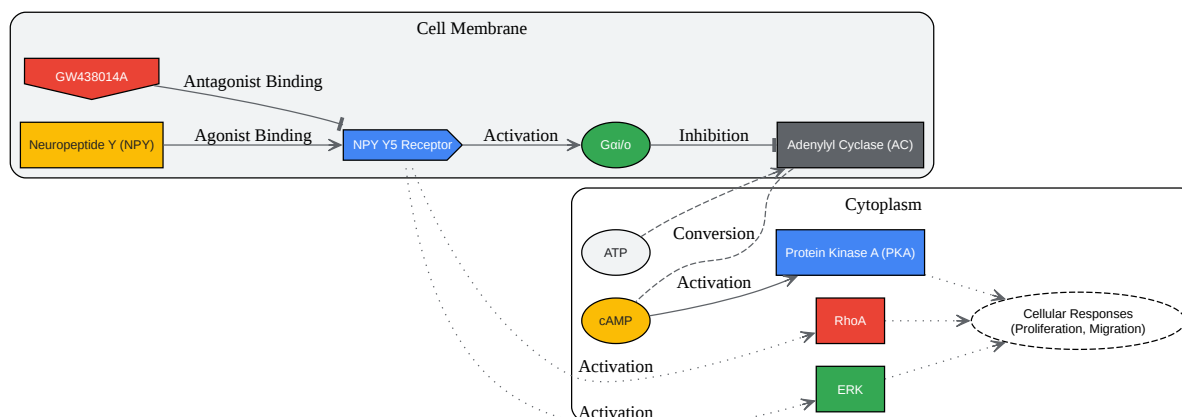 Cell Membrane
GW438014A
Antagonist Binding
Neuropeptide Y (NPY)
Agonist Binding
NPY Y5 Receptor
Activation
Gαi/o
Inhibition
Adenylyl Cyclase (AC)
Cytoplasm
ATP
Conversion
Protein Kinase A (PKA)
Activation
cAMP
RhoA
Cellular Responses
(Proliferation, Migration)
Activation
ERK
Activation